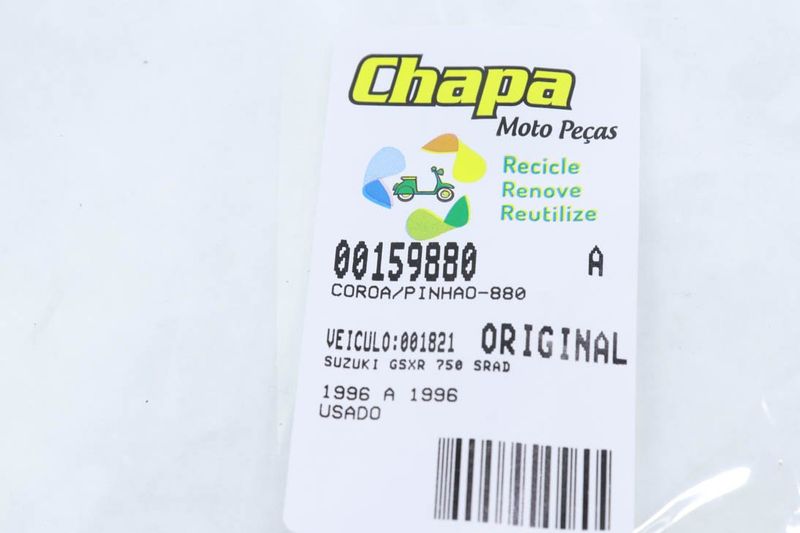 Chapa
Moto Peças
Recicle
Renove
Reutilize
00159880 A
COROA/PINHAO-880
VEICULO:001821 ORIGINAL
SUZUKI GSXR 750 SRAD
1996 A 1996
USADO